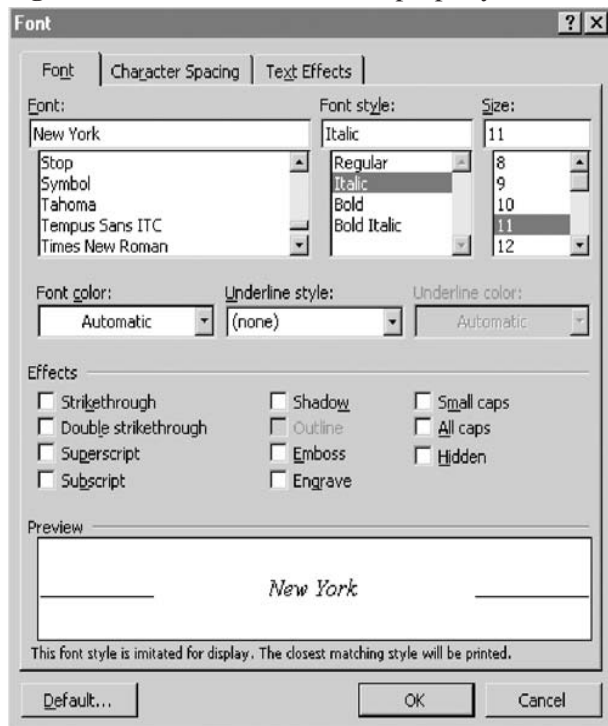 Font ? ×
Font Character Spacing Text Effects
Font: Font style: Size:
New York Italic 11
Stop Regular 8
Symbol Italic 9
Tahoma Bold 10
Tempus Sans ITC Bold Italic 11
Times New Roman 12
Font color: Underline style: Underline color:
Automatic (none) Automatic
Effects
Strikethrough Shadow Small caps
Double strikethrough Outline All caps
Superscript Emboss Hidden
Subscript Engrave
Preview
New York
This font style is imitated for display. The closest matching style will be printed.
Default... OK Cancel